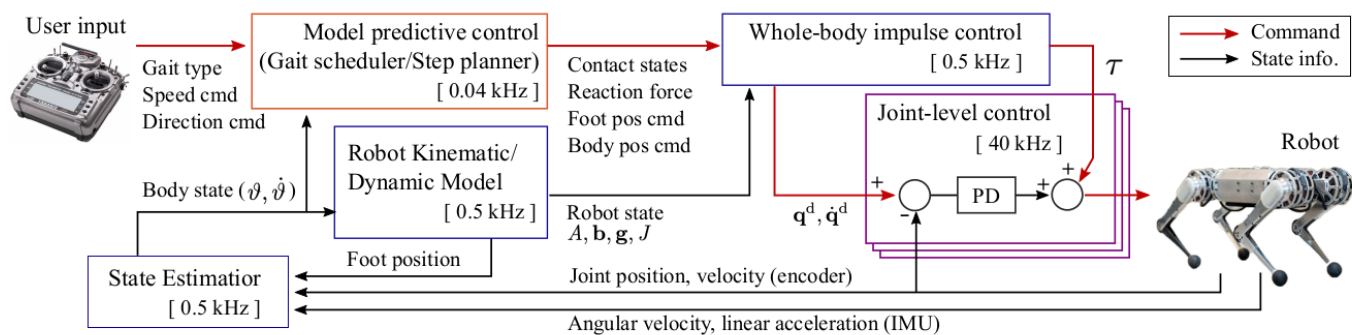 User input
Gait type
Speed cmd
Direction cmd
Model predictive control
(Gait scheduler/Step planner)
[ 0.04 kHz ]
Contact states
Reaction force
Foot pos cmd
Body pos cmd
Whole-body impulse control
[ 0.5 kHz ]
τ
Command
State info.
Joint-level control
[ 40 kHz ]
+
-
PD
+
+
qᵈ, q̇ᵈ
Robot
Robot Kinematic/
Dynamic Model
[ 0.5 kHz ]
Body state (ϑ, ϑ̇)
Robot state
A, b, g, J
Foot position
State Estimatior
[ 0.5 kHz ]
Joint position, velocity (encoder)
Angular velocity, linear acceleration (IMU)